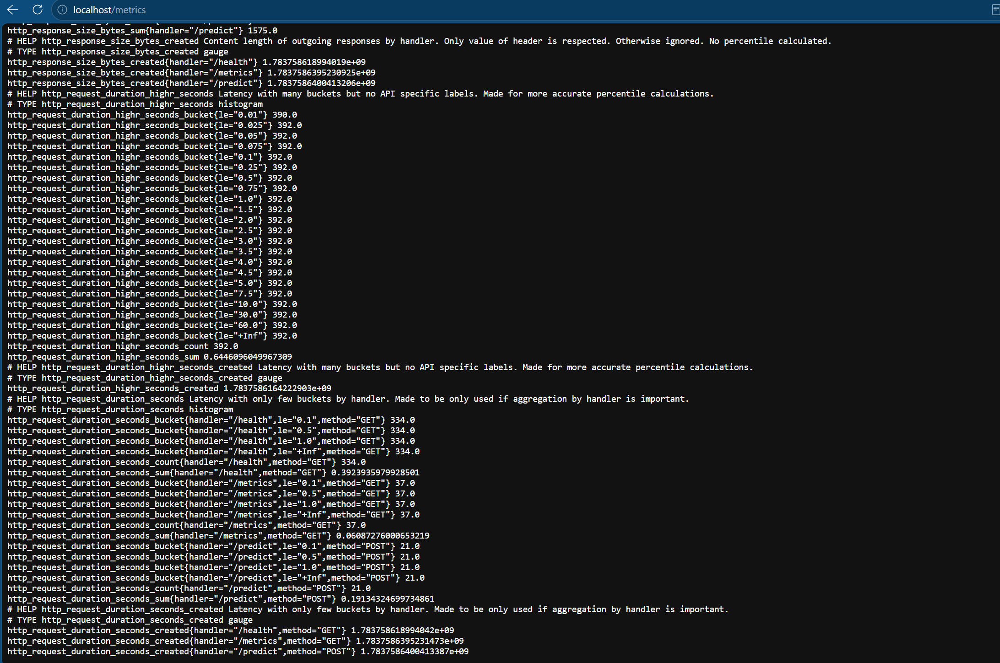 localhost/metrics
http_response_size_bytes_sum{handler="/predict"} 1575.0
# HELP http_response_size_bytes_created Content length of outgoing responses by handler. Only value of header is respected. Otherwise ignored. No percentile calculated.
# TYPE http_response_size_bytes_created gauge
http_response_size_bytes_created{handler="/health"} 1.783758618994019e+09
http_response_size_bytes_created{handler="/metrics"} 1.7837586395230925e+09
http_response_size_bytes_created{handler="/predict"} 1.7837586400413206e+09
# HELP http_request_duration_highr_seconds Latency with many buckets but no API specific labels. Made for more accurate percentile calculations.
# TYPE http_request_duration_highr_seconds histogram
http_request_duration_highr_seconds_bucket{le="0.01"} 390.0
http_request_duration_highr_seconds_bucket{le="0.025"} 392.0
http_request_duration_highr_seconds_bucket{le="0.05"} 392.0
http_request_duration_highr_seconds_bucket{le="0.075"} 392.0
http_request_duration_highr_seconds_bucket{le="0.1"} 392.0
http_request_duration_highr_seconds_bucket{le="0.25"} 392.0
http_request_duration_highr_seconds_bucket{le="0.5"} 392.0
http_request_duration_highr_seconds_bucket{le="0.75"} 392.0
http_request_duration_highr_seconds_bucket{le="1.0"} 392.0
http_request_duration_highr_seconds_bucket{le="1.5"} 392.0
http_request_duration_highr_seconds_bucket{le="2.0"} 392.0
http_request_duration_highr_seconds_bucket{le="2.5"} 392.0
http_request_duration_highr_seconds_bucket{le="3.0"} 392.0
http_request_duration_highr_seconds_bucket{le="3.5"} 392.0
http_request_duration_highr_seconds_bucket{le="4.0"} 392.0
http_request_duration_highr_seconds_bucket{le="4.5"} 392.0
http_request_duration_highr_seconds_bucket{le="5.0"} 392.0
http_request_duration_highr_seconds_bucket{le="7.5"} 392.0
http_request_duration_highr_seconds_bucket{le="10.0"} 392.0
http_request_duration_highr_seconds_bucket{le="30.0"} 392.0
http_request_duration_highr_seconds_bucket{le="60.0"} 392.0
http_request_duration_highr_seconds_bucket{le="+Inf"} 392.0
http_request_duration_highr_seconds_count 392.0
http_request_duration_highr_seconds_sum 0.6446096049967309
# HELP http_request_duration_highr_seconds_created Latency with many buckets but no API specific labels. Made for more accurate percentile calculations.
# TYPE http_request_duration_highr_seconds_created gauge
http_request_duration_highr_seconds_created 1.7837586164222903e+09
# HELP http_request_duration_seconds Latency with only few buckets by handler. Made to be only used if aggregation by handler is important.
# TYPE http_request_duration_seconds histogram
http_request_duration_seconds_bucket{handler="/health",le="0.1",method="GET"} 334.0
http_request_duration_seconds_bucket{handler="/health",le="0.5",method="GET"} 334.0
http_request_duration_seconds_bucket{handler="/health",le="1.0",method="GET"} 334.0
http_request_duration_seconds_bucket{handler="/health",le="+Inf",method="GET"} 334.0
http_request_duration_seconds_count{handler="/health",method="GET"} 334.0
http_request_duration_seconds_sum{handler="/health",method="GET"} 0.3923935979928501
http_request_duration_seconds_bucket{handler="/metrics",le="0.1",method="GET"} 37.0
http_request_duration_seconds_bucket{handler="/metrics",le="0.5",method="GET"} 37.0
http_request_duration_seconds_bucket{handler="/metrics",le="1.0",method="GET"} 37.0
http_request_duration_seconds_bucket{handler="/metrics",le="+Inf",method="GET"} 37.0
http_request_duration_seconds_count{handler="/metrics",method="GET"} 37.0
http_request_duration_seconds_sum{handler="/metrics",method="GET"} 0.06087276000653219
http_request_duration_seconds_bucket{handler="/predict",le="0.1",method="POST"} 21.0
http_request_duration_seconds_bucket{handler="/predict",le="0.5",method="POST"} 21.0
http_request_duration_seconds_bucket{handler="/predict",le="1.0",method="POST"} 21.0
http_request_duration_seconds_bucket{handler="/predict",le="+Inf",method="POST"} 21.0
http_request_duration_seconds_count{handler="/predict",method="POST"} 21.0
http_request_duration_seconds_sum{handler="/predict",method="POST"} 0.19134324699734861
# HELP http_request_duration_seconds_created Latency with only few buckets by handler. Made to be only used if aggregation by handler is important.
# TYPE http_request_duration_seconds_created gauge
http_request_duration_seconds_created{handler="/health",method="GET"} 1.783758618994042e+09
http_request_duration_seconds_created{handler="/metrics",method="GET"} 1.7837586395231473e+09
http_request_duration_seconds_created{handler="/predict",method="POST"} 1.7837586400413387e+09